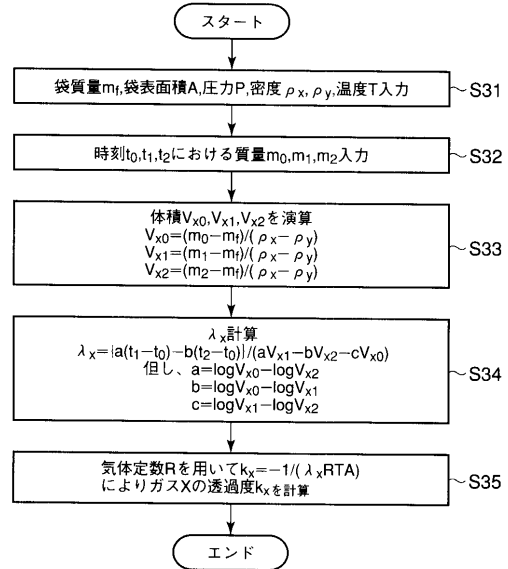 スタート
袋質量mf,袋表面積A,圧力P,密度ρx,ρy,温度T入力
S31
時刻t0,t1,t2における質量m0,m1,m2入力
S32
体積Vx0,Vx1,Vx2を演算
Vx0=(m0−mf)/(ρx−ρy)
Vx1=(m1−mf)/(ρx−ρy)
Vx2=(m2−mf)/(ρx−ρy)
S33
λx計算
λx={a(t1−t0)−b(t2−t0)}/(aVx1−bVx2−cVx0)
但し、a=logVx0−logVx2
b=logVx0−logVx1
c=logVx1−logVx2
S34
気体定数Rを用いてkx=−1/(λxRTA)
によりガスXの透過度kxを計算
S35
エンド